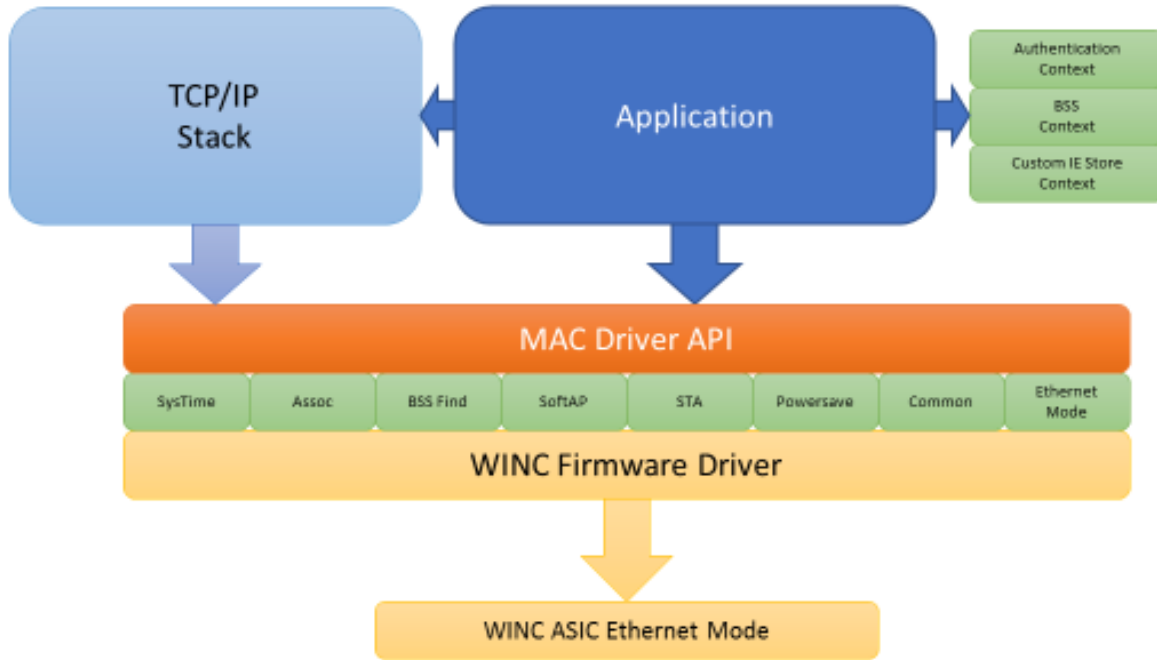 TCP/IP
Stack
Application
Authentication
Context
BSS
Context
Custom IE Store
Context
MAC Driver API
SysTime
Assoc
BSS Find
SoftAP
STA
Powersave
Common
Ethernet
Mode
WINC Firmware Driver
WINC ASIC Ethernet Mode